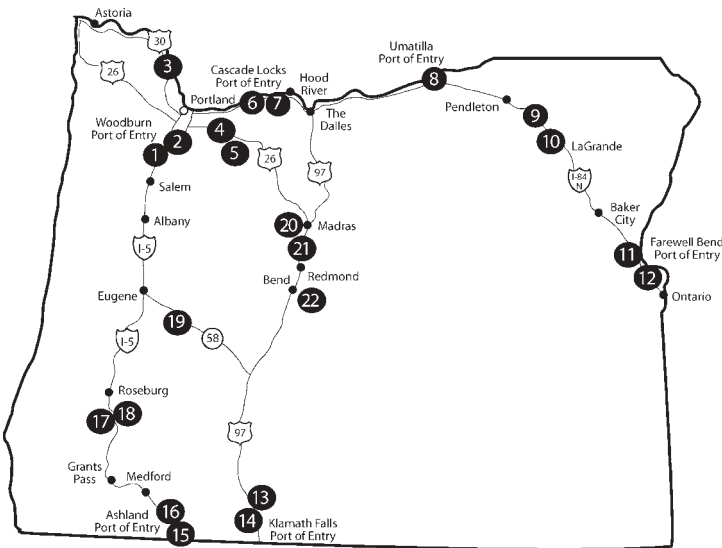 Astoria
30
3
26
Umatilla
Port of Entry
8
Cascade Locks
Port of Entry
Hood
River
6
7
Portland
The
Dalles
Pendleton
9
10
LaGrande
Woodburn
Port of Entry
1
2
4
5
26
97
I-84
N
Salem
Albany
20
Madras
21
Baker
City
I-5
11
Farewell Bend
Port of Entry
12
Ontario
Redmond
Bend
22
Eugene
19
58
I-5
Roseburg
17
18
97
Grants
Pass
Medford
16
Ashland
Port of Entry
15
13
14
Klamath Falls
Port of Entry